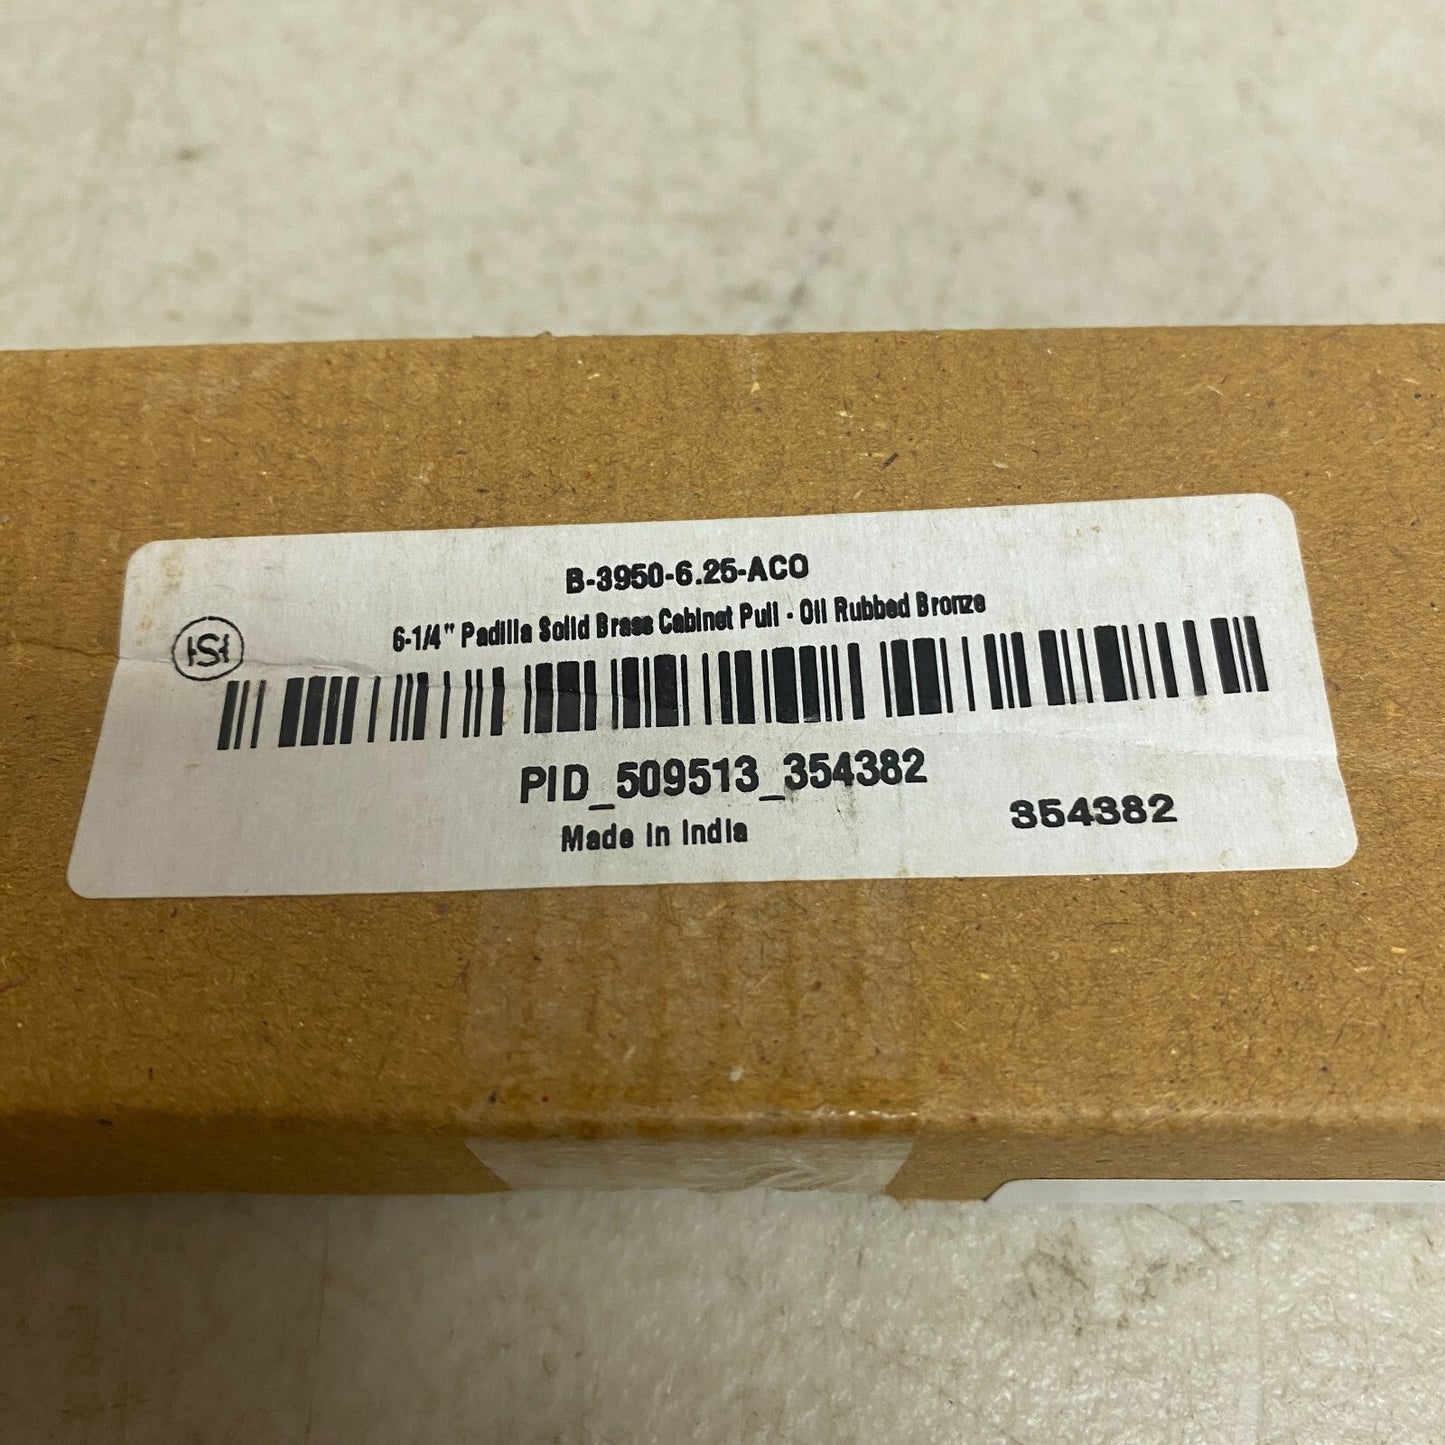 B-3950-6.25-ACO
6-1/4" Padilla Solid Brass Cabinet Pull - Oil Rubbed Bronze
HSH
PID_509513_354382
Made in India
354382